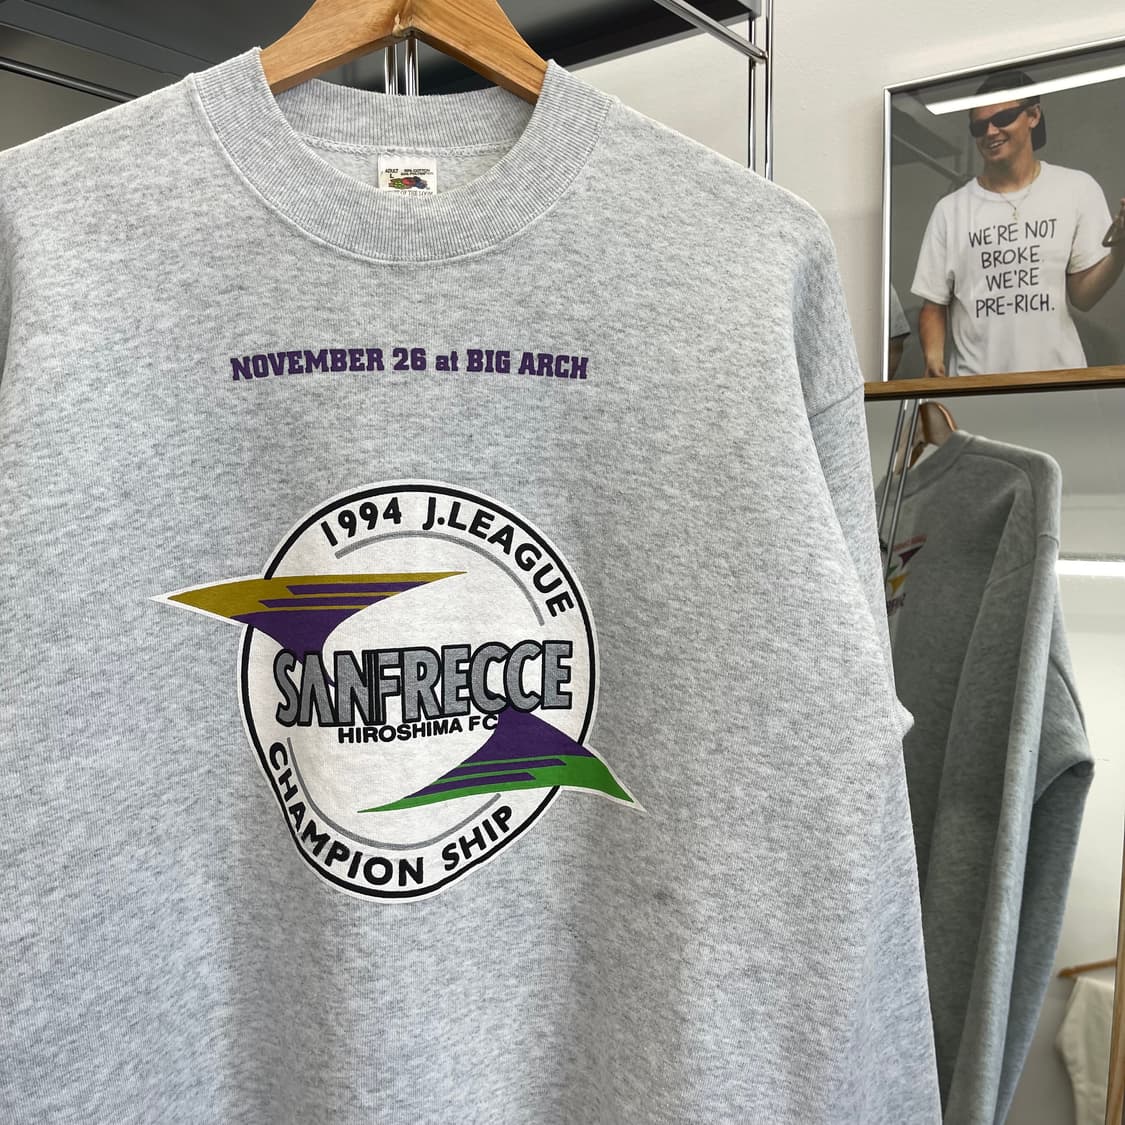 ADULT
L
NOVEMBER 26 at BIG ARCH
1994 J.LEAGUE
SANFRECCE
HIROSHIMA FC
CHAMPION SHIP
WE'RE NOT
BROKE
WE'RE
PRE-RICH.